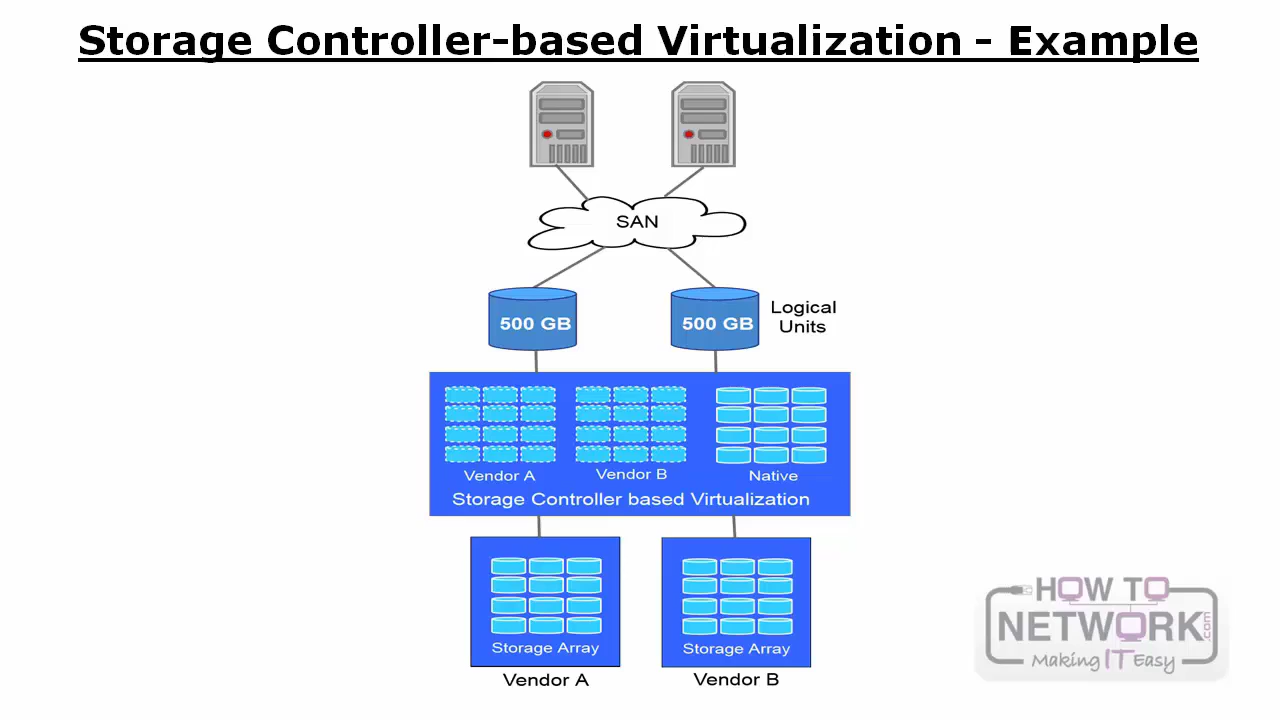 Storage Controller-based Virtualization - Example
SAN
500 GB
500 GB
Logical
Units
Vendor A
Vendor B
Native
Storage Controller based Virtualization
Storage Array
Storage Array
Vendor A
Vendor B
HOW TO
NETWORK.com
Making IT Easy